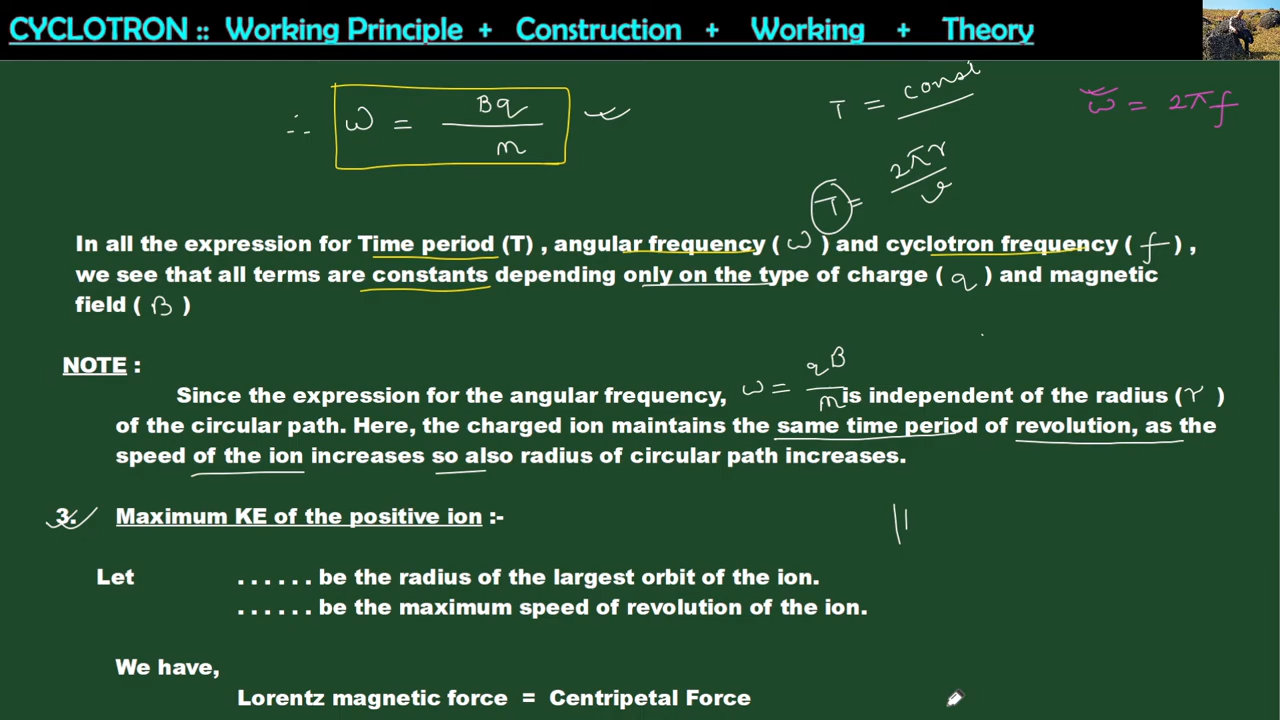 CYCLOTRON :: Working Principle + Construction + Working + Theory
∴ ω = Bq / m
T = const
ω = 2πf
T = 2πr / v
In all the expression for Time period (T) , angular frequency ( ω ) and cyclotron frequency ( f ) ,
we see that all terms are constants depending only on the type of charge ( q ) and magnetic
field ( B )
NOTE :
Since the expression for the angular frequency, ω = qB / m is independent of the radius ( r )
of the circular path. Here, the charged ion maintains the same time period of revolution, as the
speed of the ion increases so also radius of circular path increases.
3. Maximum KE of the positive ion :-
Let . . . . . . be the radius of the largest orbit of the ion.
. . . . . . be the maximum speed of revolution of the ion.
We have,
Lorentz magnetic force = Centripetal Force